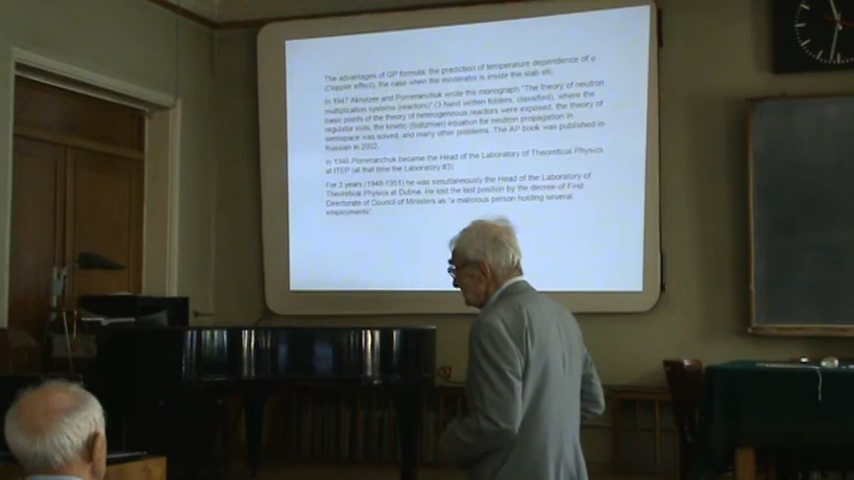 The advantages of GP formula: the prediction of temperature dependence of φ
(Doppler effect), the case when the moderator is inside the slab etc.
In 1947 Akhiezer and Pomeranchuk wrote the monograph "The theory of neutron
multiplication systems (reactors)" (3 hand written folders, classified), where the
basic points of the theory of heterogeneous reactors were exposed, the theory of
regulator rods, the kinetic (Boltzman) equation for neutron propagation in
semispace was solved, and many other problems. The AP book was published in
Russian in 2002.
In 1946 Pomeranchuk became the Head of the Laboratory of Theoretical Physics
at ITEP (at that time the Laboratory #3)
For 3 years (1948-1951) he was simultaneously the Head of the Laboratory of
Theoretical Physics at Dubna. He lost the last position by the decree of First
Directorate of Council of Ministers as "a malicious person holding several
employments"